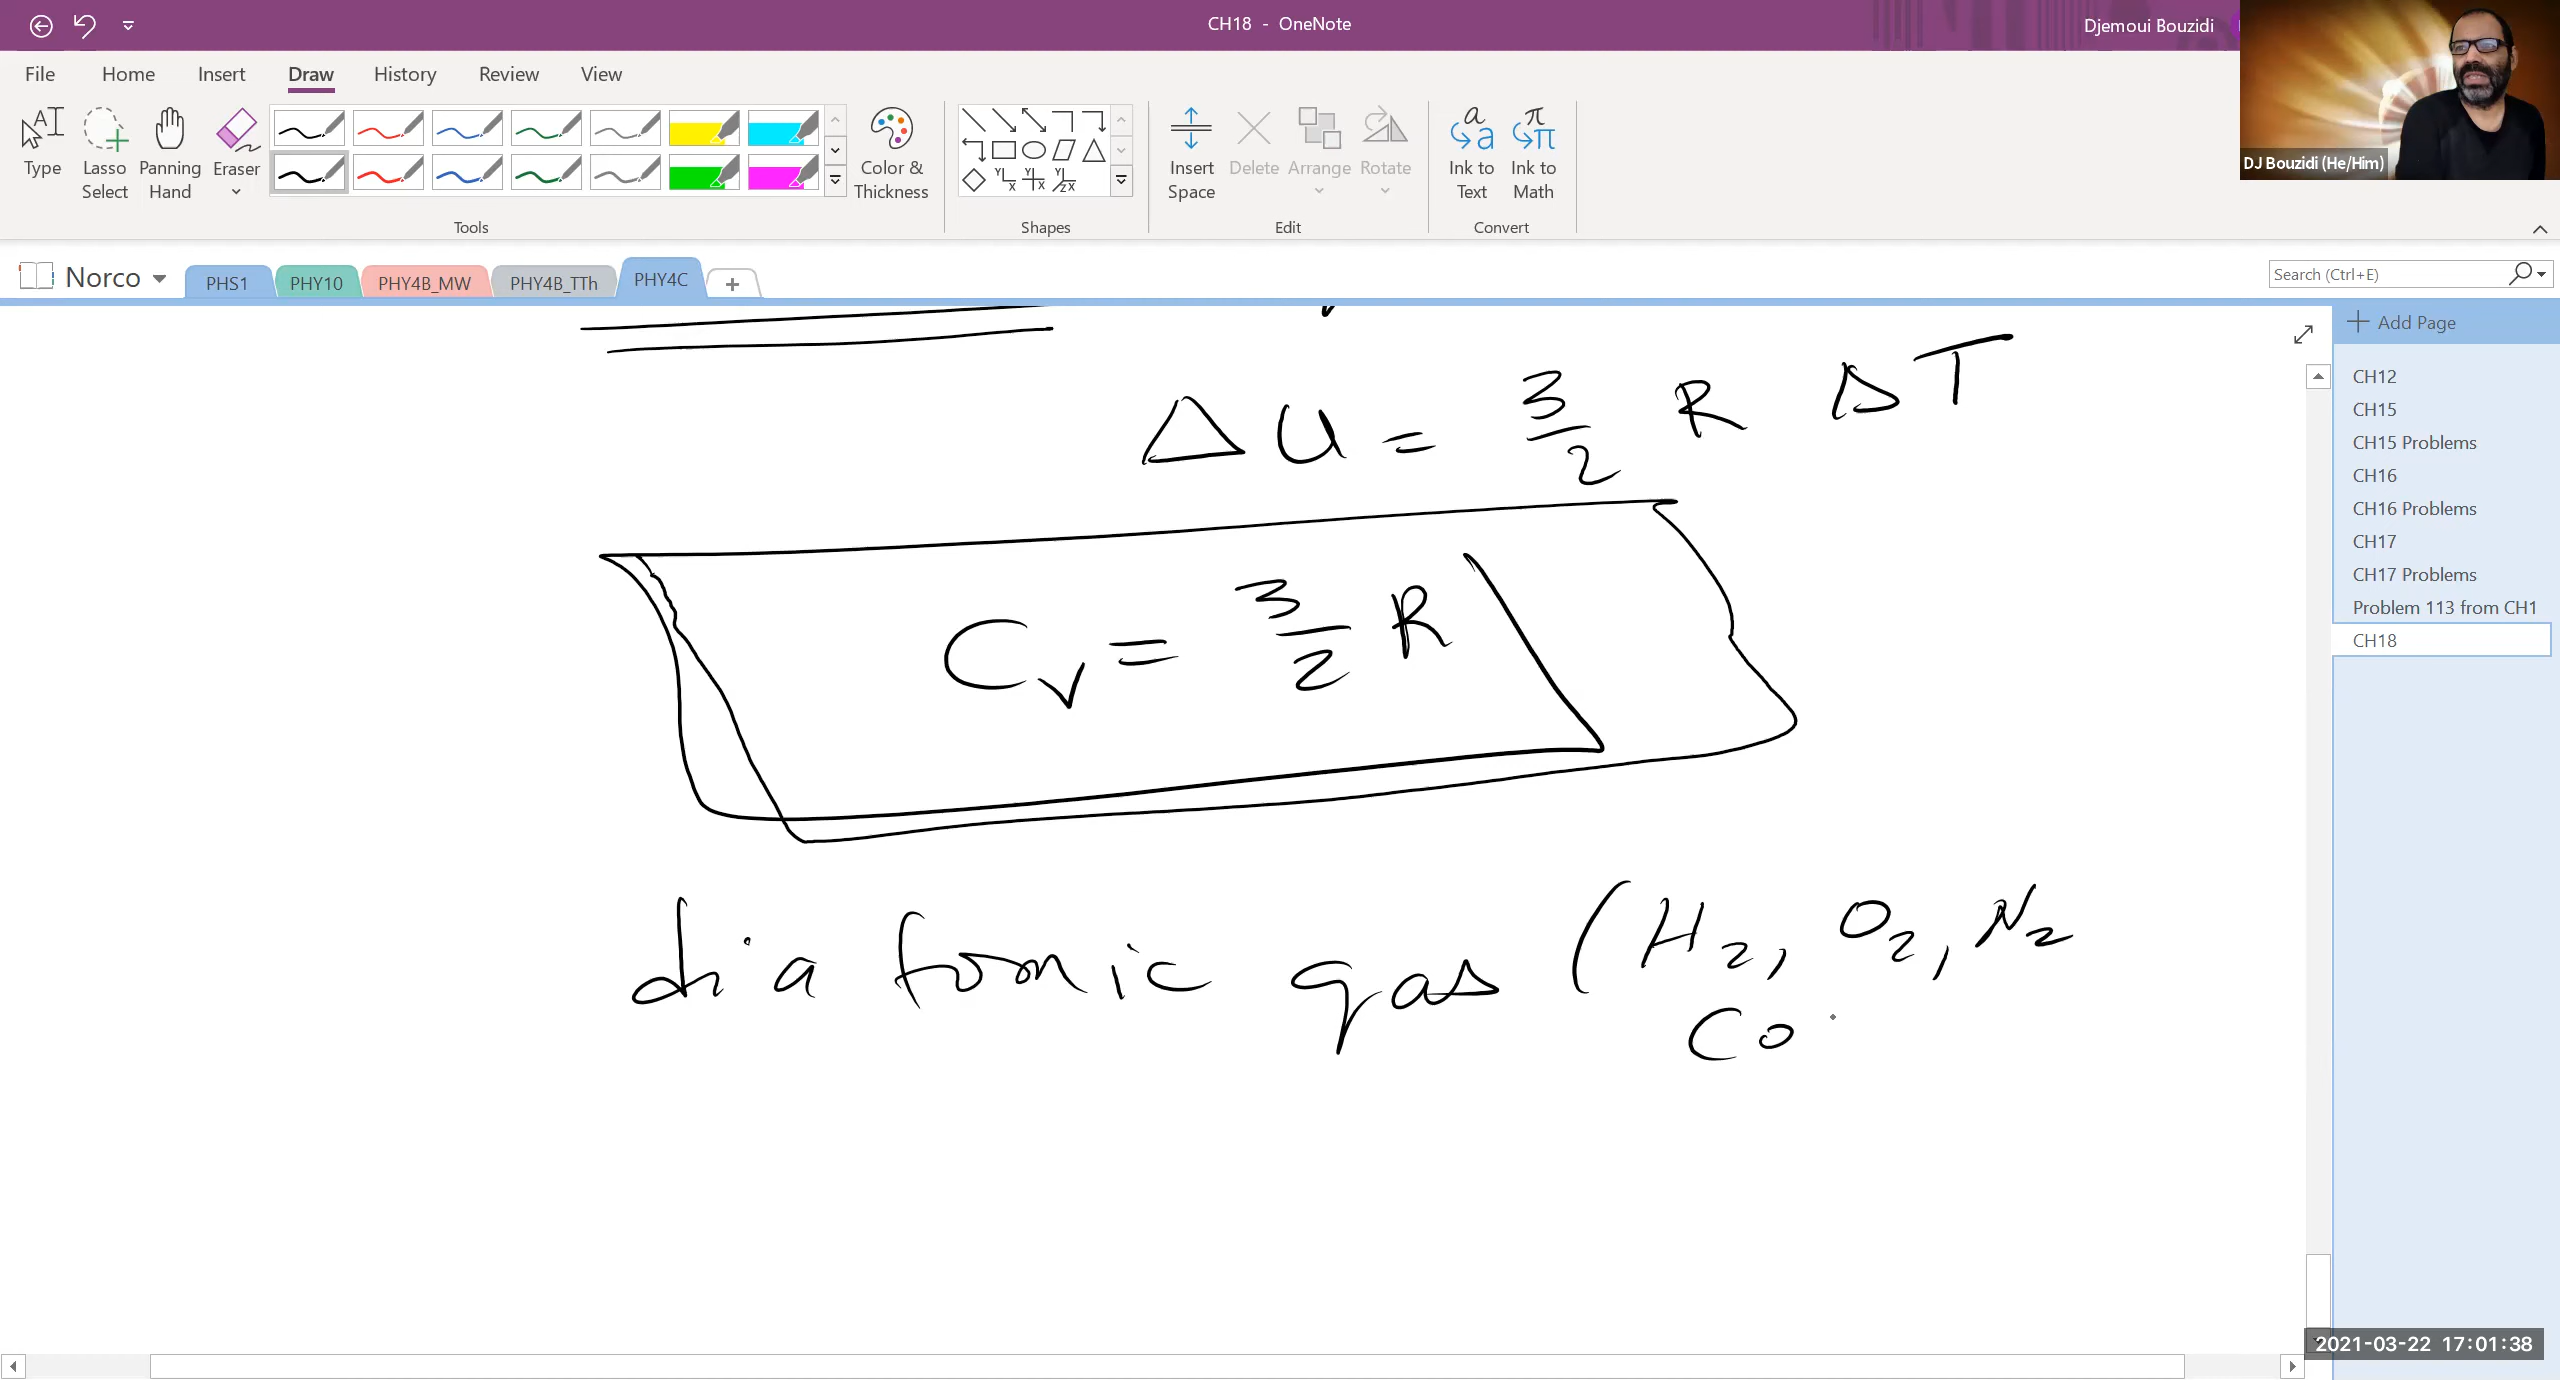 CH18 - OneNote
Djemoui Bouzidi
File Home Insert Draw History Review View
Type
Lasso Select
Panning Hand
Eraser
Color & Thickness
Insert Space
Delete
Arrange
Rotate
Ink to Text
Ink to Math
Tools
Shapes
Edit
Convert
DJ Bouzidi (He/Him)
Norco
PHS1 PHY10 PHY4B_MW PHY4B_TTh PHY4C
Search (Ctrl+E)
Add Page
CH12
CH15
CH15 Problems
CH16
CH16 Problems
CH17
CH17 Problems
Problem 113 from CH1
CH18
ΔU = 3/2 R ΔT
Cv = 3/2 R
diatomic gas (H2, O2, N2
CO
2021-03-22 17:01:38